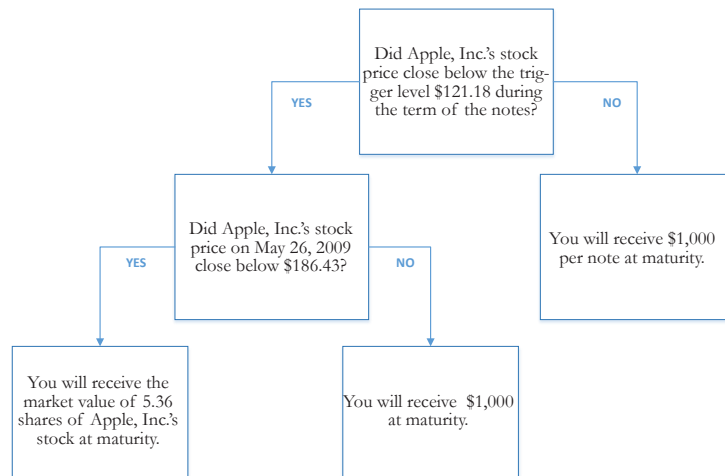 Did Apple, Inc.'s stock
price close below the trig-
ger level $121.18 during
the term of the notes?
YES
NO
Did Apple, Inc.'s stock
price on May 26, 2009
close below $186.43?
You will receive $1,000
per note at maturity.
YES
NO
You will receive the
market value of 5.36
shares of Apple, Inc.'s
stock at maturity.
You will receive $1,000
at maturity.